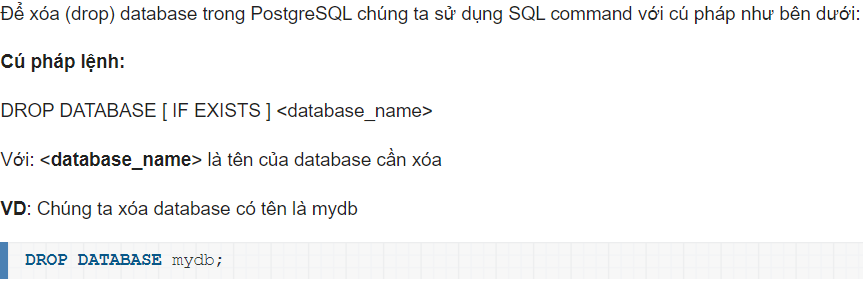 Để xóa (drop) database trong PostgreSQL chúng ta sử dụng SQL command với cú pháp như bên dưới:
Cú pháp lệnh:
DROP DATABASE [ IF EXISTS ] <database_name>
Với: <database_name> là tên của database cần xóa
VD: Chúng ta xóa database có tên là mydb
DROP DATABASE mydb;